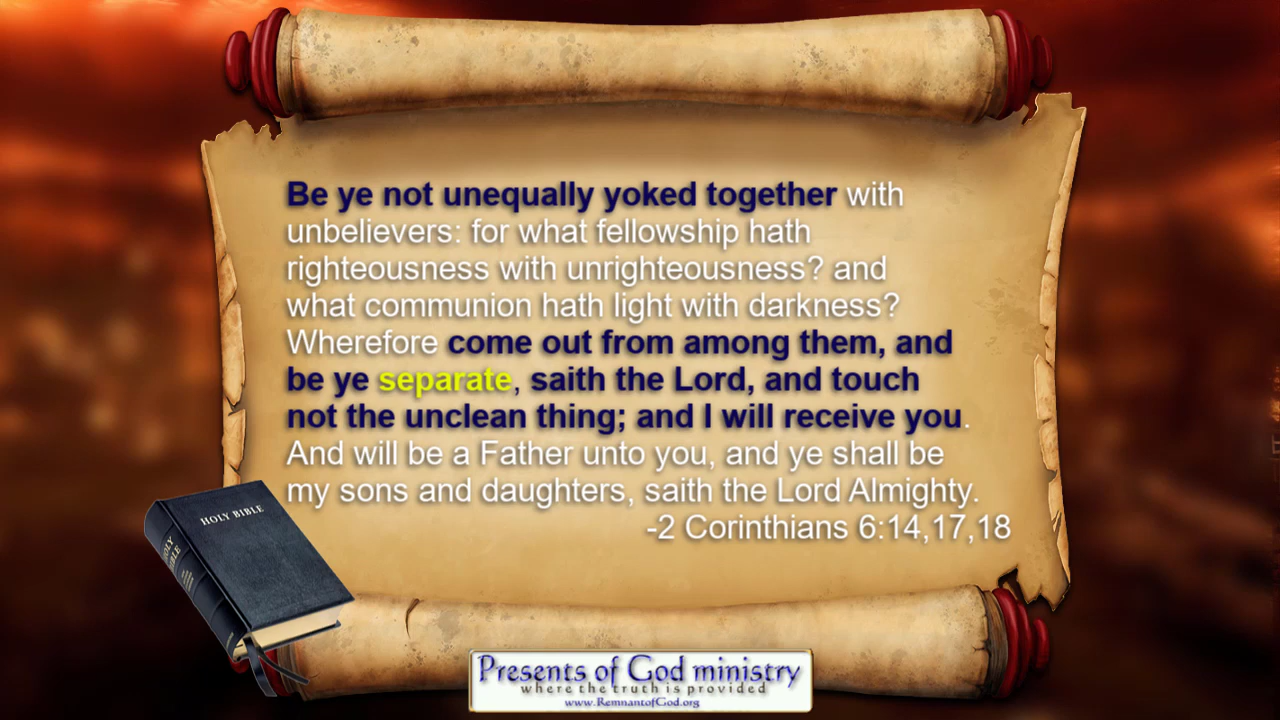 Be ye not unequally yoked together with
unbelievers: for what fellowship hath
righteousness with unrighteousness? and
what communion hath light with darkness?
Wherefore come out from among them, and
be ye separate, saith the Lord, and touch
not the unclean thing; and I will receive you.
And will be a Father unto you, and ye shall be
my sons and daughters, saith the Lord Almighty.
-2 Corinthians 6:14,17,18
HOLY BIBLE
HOLY
BIBLE
Presents of God ministry
where the truth is provided
www.RemnantofGod.org